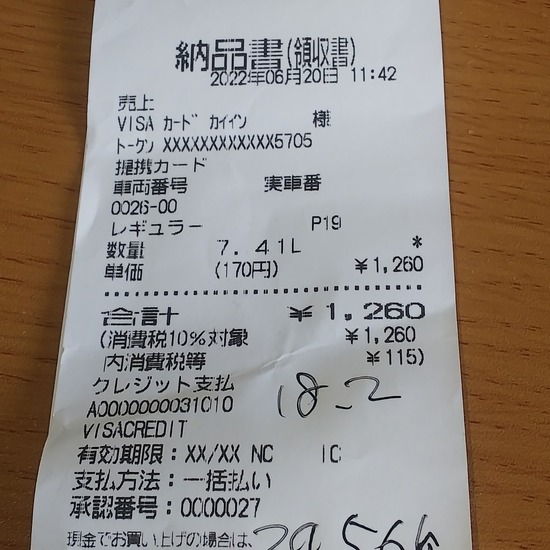 納品書(領収書)
2022年06月20日 11:42
売上
VISA カード カイイン 様
トークン XXXXXXXXXXXX5705
提携カード
車両番号 実車番
0026-00
レギュラー P19
数量 7.41L *
単価 (170円) ¥1,260
合計 ¥1,260
(消費税10%対象 ¥1,260
内消費税等 ¥115)
クレジット支払
A0000000031010
18.2
VISACREDIT
有効期限:XX/XX NC IC
支払方法:一括払い
承認番号:0000027
現金でお買い上げの場合は、